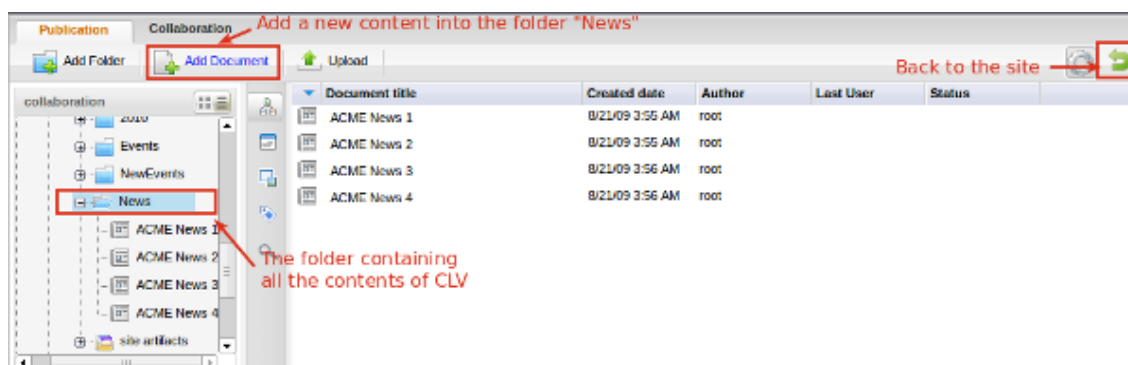 Add a new content into the folder "News"
Publication Collaboration
Add Folder Add Document Upload
Back to the site
collaboration
Document title Created date Author Last User Status
2010
Events
NewEvents
News
ACME News 1
ACME News 2
ACME News 3
ACME News 4
site artifacts
ACME News 1 8/21/09 3:55 AM root
ACME News 2 8/21/09 3:55 AM root
ACME News 3 8/21/09 3:56 AM root
ACME News 4 8/21/09 3:56 AM root
The folder containing
all the contents of CLV